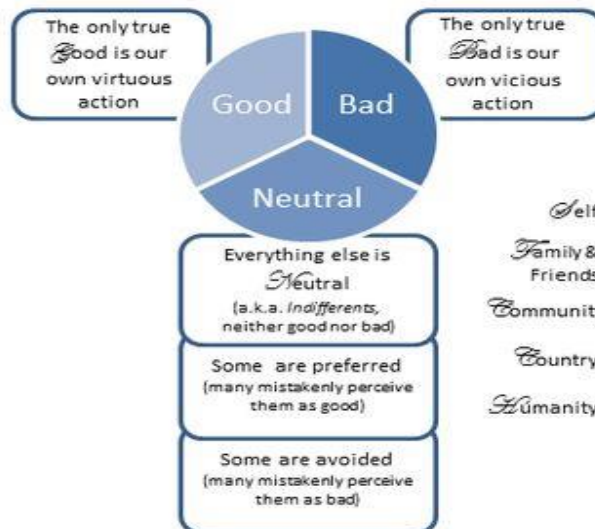 The only true
Good is our
own virtuous
action
The only true
Bad is our
own vicious
action
Good
Bad
Neutral
Everything else is
Neutral
(a.k.a. Indifferents,
neither good nor bad)
Some are preferred
(many mistakenly perceive
them as good)
Some are avoided
(many mistakenly perceive
them as bad)
Self
Family &
Friends
Communit
Country
Humanity